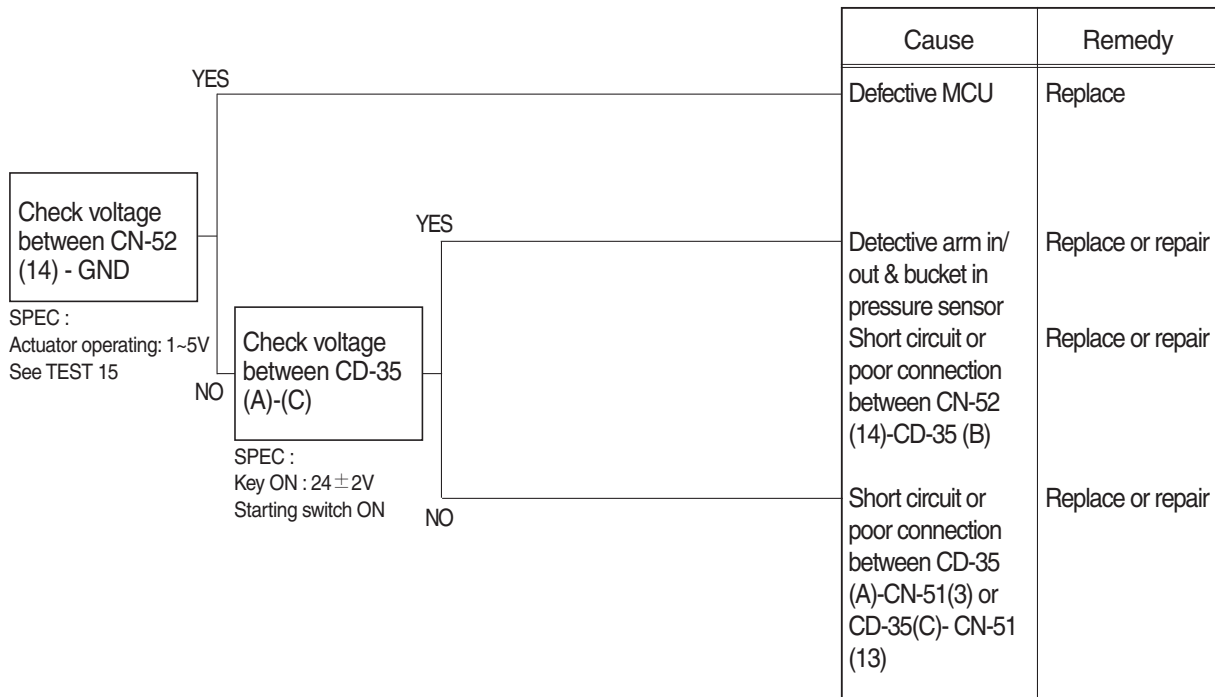 Cause
Remedy
YES
Defective MCU
Replace
Check voltage
between CN-52
(14) - GND
SPEC :
Actuator operating: 1~5V
See TEST 15
YES
Detective arm in/
out & bucket in
pressure sensor
Replace or repair
Short circuit or
poor connection
between CN-52
(14)-CD-35 (B)
Replace or repair
NO
Check voltage
between CD-35
(A)-(C)
SPEC :
Key ON : 24±2V
Starting switch ON
NO
Short circuit or
poor connection
between CD-35
(A)-CN-51(3) or
CD-35(C)- CN-51
(13)
Replace or repair